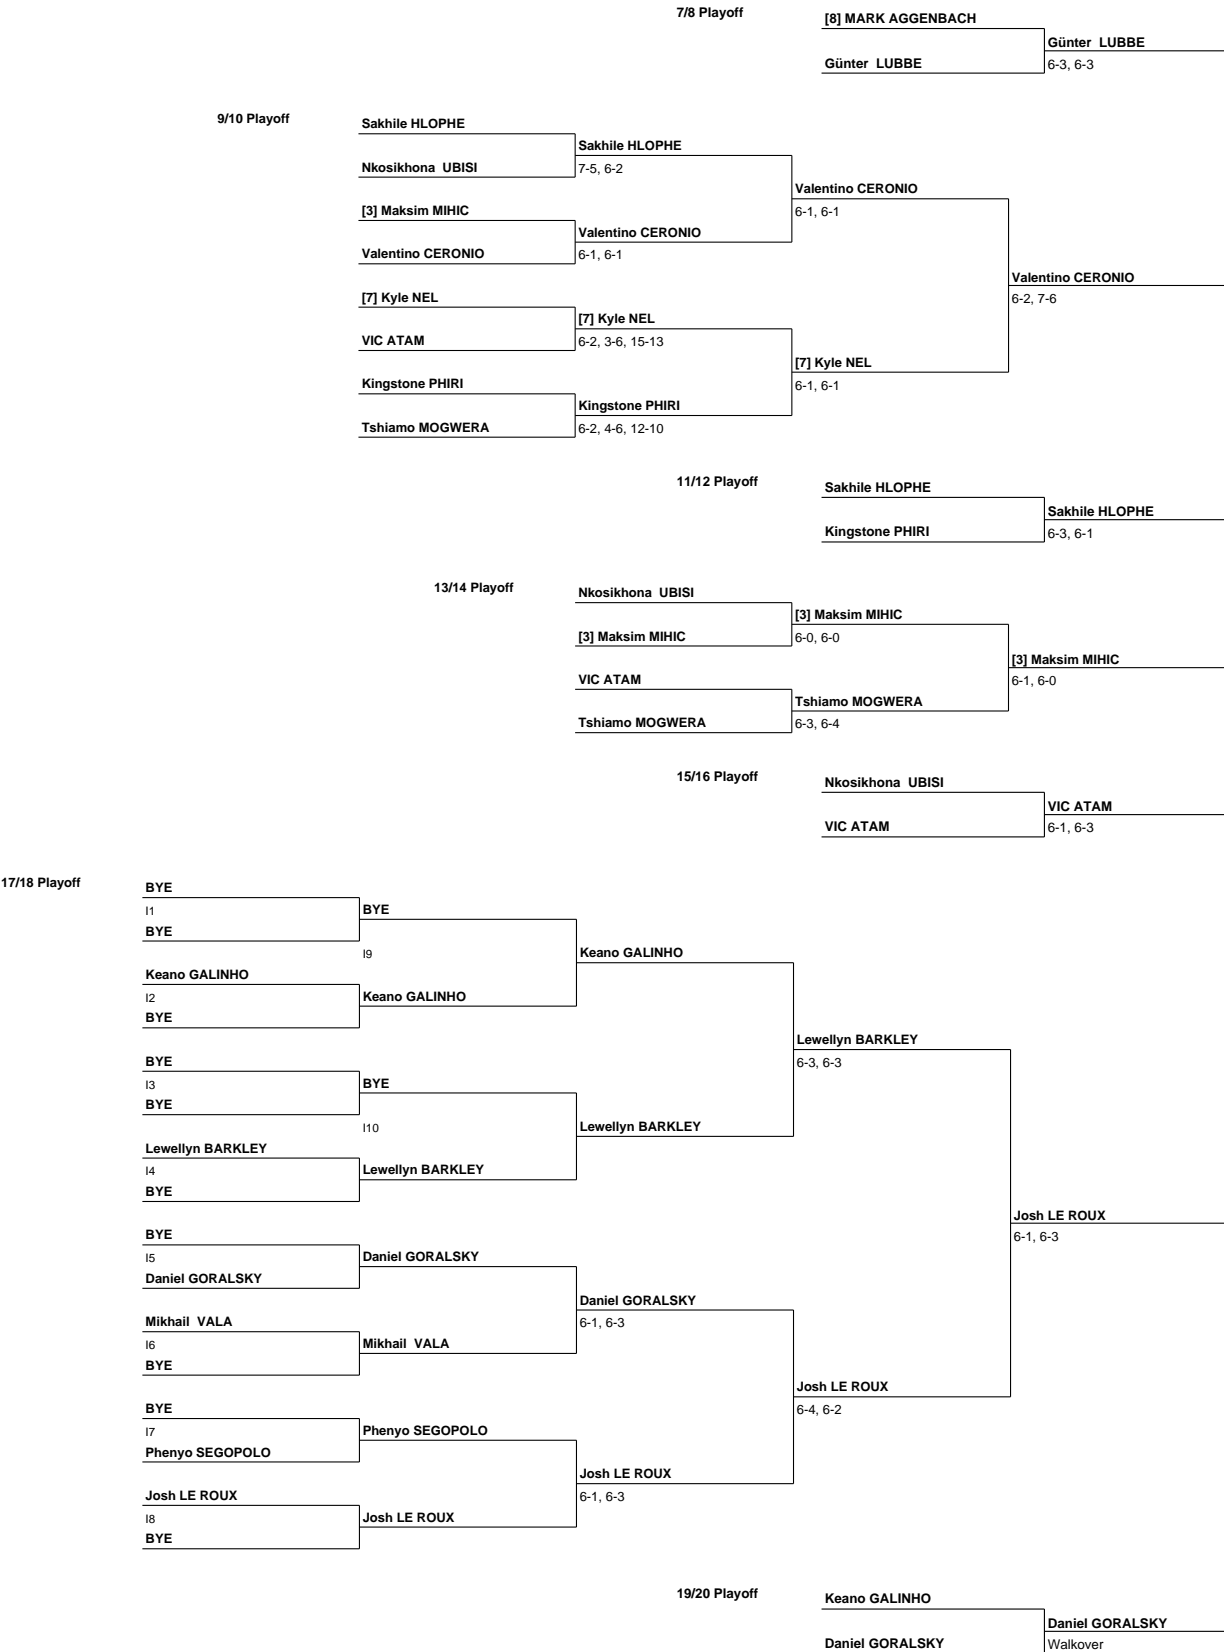 7/8 Playoff
[8] MARK AGGENBACH
Günter  LUBBE
Günter  LUBBE
6-3, 6-3
9/10 Playoff
Sakhile HLOPHE
Sakhile HLOPHE
Nkosikhona  UBISI
7-5, 6-2
Valentino CERONIO
[3] Maksim MIHIC
6-1, 6-1
Valentino CERONIO
Valentino CERONIO
6-1, 6-1
Valentino CERONIO
[7] Kyle NEL
6-2, 7-6
[7] Kyle NEL
VIC ATAM
6-2, 3-6, 15-13
[7] Kyle NEL
Kingstone PHIRI
6-1, 6-1
Kingstone PHIRI
Tshiamo MOGWERA
6-2, 4-6, 12-10
11/12 Playoff
Sakhile HLOPHE
Sakhile HLOPHE
Kingstone PHIRI
6-3, 6-1
13/14 Playoff
Nkosikhona  UBISI
[3] Maksim MIHIC
[3] Maksim MIHIC
6-0, 6-0
[3] Maksim MIHIC
VIC ATAM
6-1, 6-0
Tshiamo MOGWERA
Tshiamo MOGWERA
6-3, 6-4
15/16 Playoff
Nkosikhona  UBISI
VIC ATAM
VIC ATAM
6-1, 6-3
17/18 Playoff
BYE
I1
BYE
BYE
I9
Keano GALINHO
Keano GALINHO
I2
Keano GALINHO
BYE
Lewellyn BARKLEY
BYE
6-3, 6-3
I3
BYE
BYE
I10
Lewellyn BARKLEY
Lewellyn BARKLEY
I4
Lewellyn BARKLEY
BYE
Josh LE ROUX
BYE
6-1, 6-3
I5
Daniel GORALSKY
Daniel GORALSKY
Daniel GORALSKY
Mikhail  VALA
6-1, 6-3
I6
Mikhail  VALA
BYE
Josh LE ROUX
BYE
6-4, 6-2
I7
Phenyo SEGOPOLO
Phenyo SEGOPOLO
Josh LE ROUX
Josh LE ROUX
6-1, 6-3
I8
Josh LE ROUX
BYE
19/20 Playoff
Keano GALINHO
Daniel GORALSKY
Daniel GORALSKY
Walkover